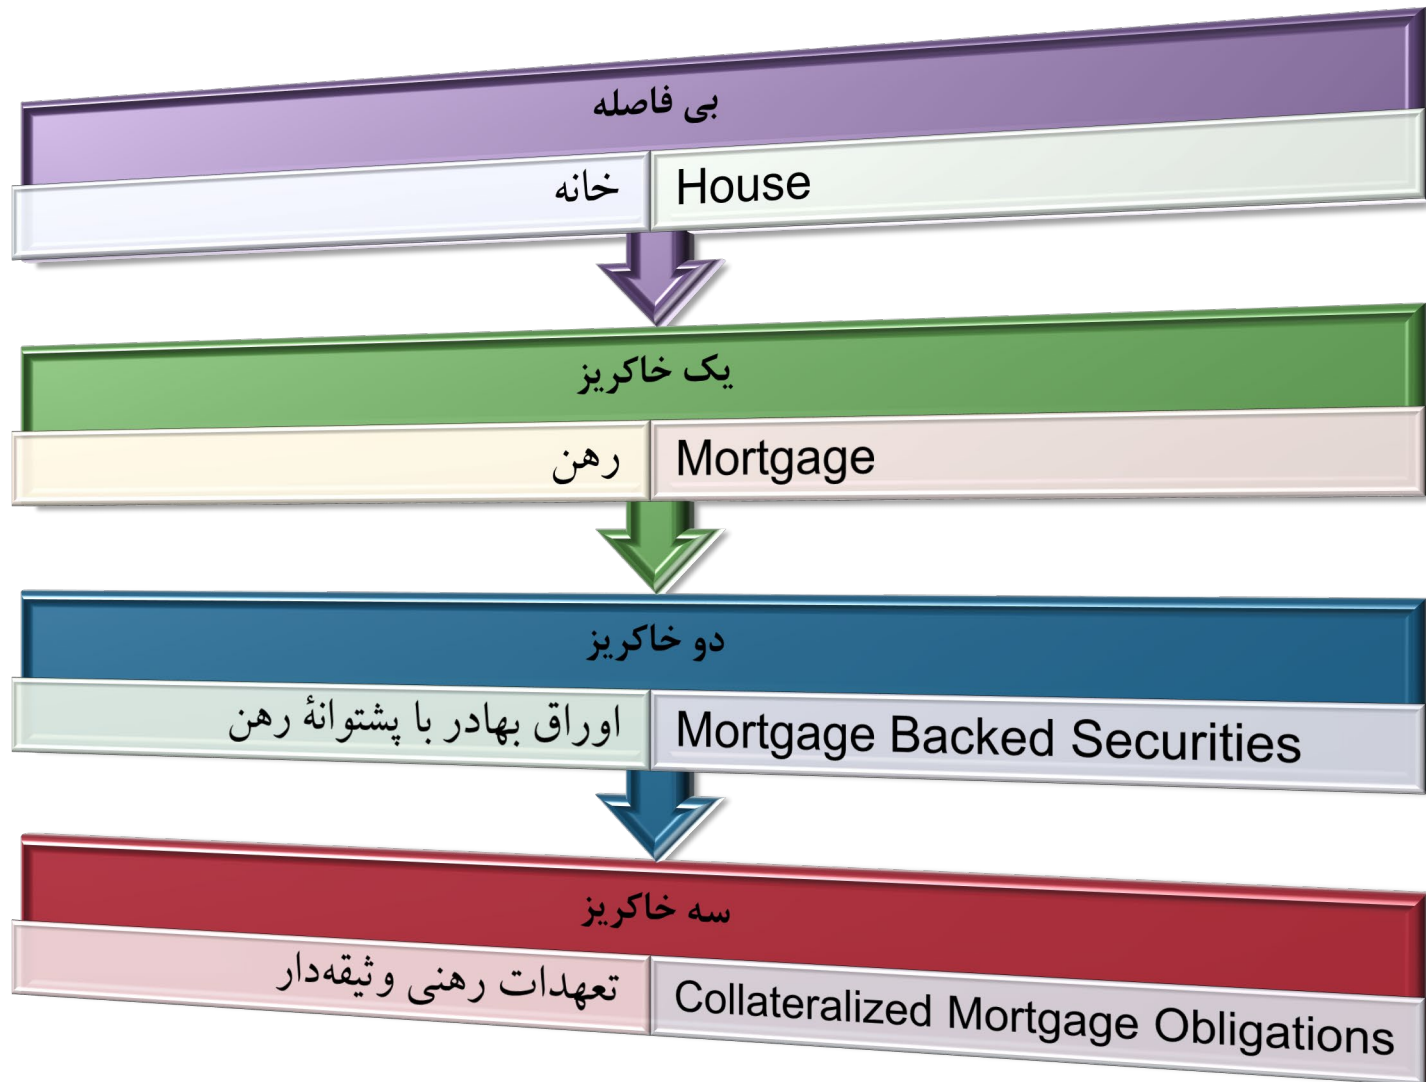 بی فاصله
خانه
House
یک خاکریز
رهن
Mortgage
دو خاکریز
اوراق بهادر با پشتوانهٔ رهن
Mortgage Backed Securities
سه خاکریز
تعهدات رهنی وثیقه‌دار
Collateralized Mortgage Obligations